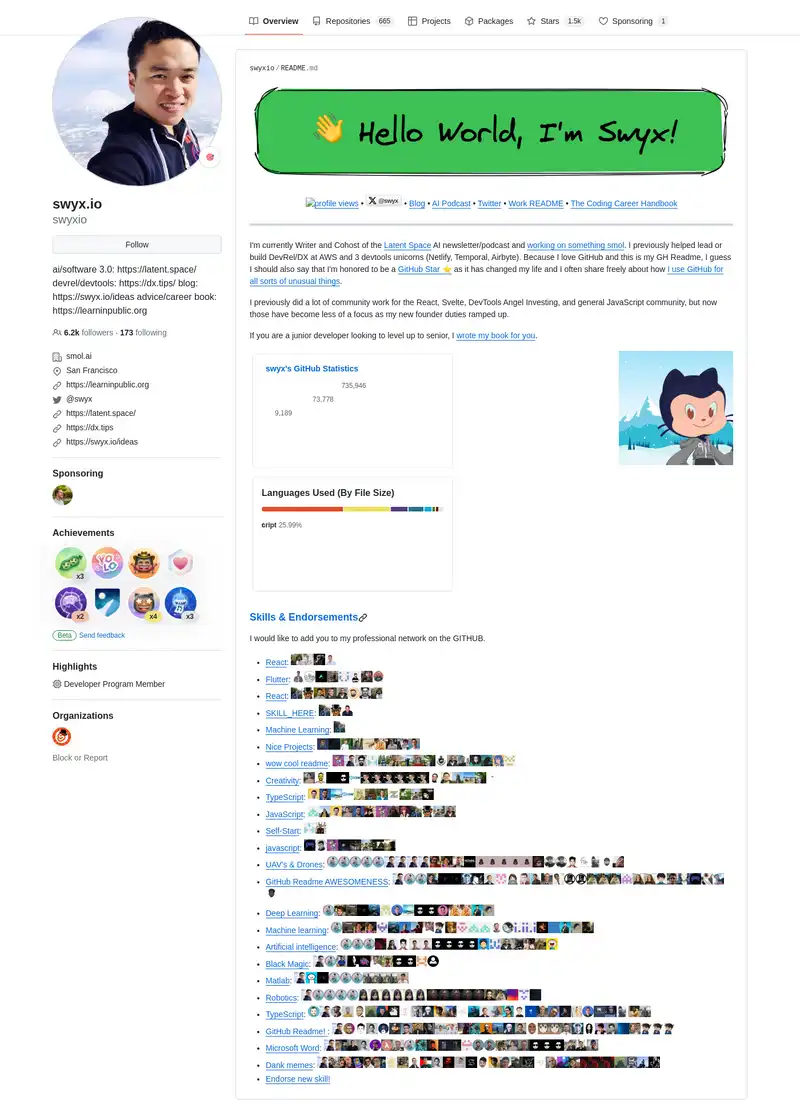 Overview
Repositories 665
Projects
Packages
Stars 1.5k
Sponsoring 1
swyx.io
swyxio
Follow
ai/software 3.0: https://latent.space/
devrel/devtools: https://dx.tips/ blog:
https://swyx.io/ideas advice/career book:
https://learninpublic.org
6.2k followers · 173 following
smol.ai
San Francisco
https://learninpublic.org
@swyx
https://latent.space/
https://dx.tips
https://swyx.io/ideas
Sponsoring
Achievements
x3
YOLO
x2
x4
x3
Beta Send feedback
Highlights
Developer Program Member
Organizations
Block or Report
swyxio / README.md
👋 Hello World, I'm Swyx!
profile views • X @swyx • Blog • AI Podcast • Twitter • Work README • The Coding Career Handbook
I'm currently Writer and Cohost of the Latent Space AI newsletter/podcast and working on something smol. I previously helped lead or
build DevRel/DX at AWS and 3 devtools unicorns (Netlify, Temporal, Airbyte). Because I love GitHub and this is my GH Readme, I guess
I should also say that I'm honored to be a GitHub Star ⭐ as it has changed my life and I often share freely about how I use GitHub for
all sorts of unusual things.
I previously did a lot of community work for the React, Svelte, DevTools Angel Investing, and general JavaScript community, but now
those have become less of a focus as my new founder duties ramped up.
If you are a junior developer looking to level up to senior, I wrote my book for you.
swyx's GitHub Statistics
735,946
73,778
9,189
Languages Used (By File Size)
cript 25.99%
Skills & Endorsements
I would like to add you to my professional network on the GITHUB.
• React:
• Flutter:
• React:
• SKILL_HERE:
• Machine Learning:
• Nice Projects:
• wow cool readme:
• Creativity:
• TypeScript:
• JavaScript:
• Self-Start:
• javascript:
• UAV's & Drones:
• GitHub Readme AWESOMENESS:
• Deep Learning:
• Machine learning:
• Artificial intelligence:
• Black Magic:
• Matlab:
• Robotics:
• TypeScript:
• GitHub Readme! :
• Microsoft Word:
• Dank memes:
• Endorse new skill!